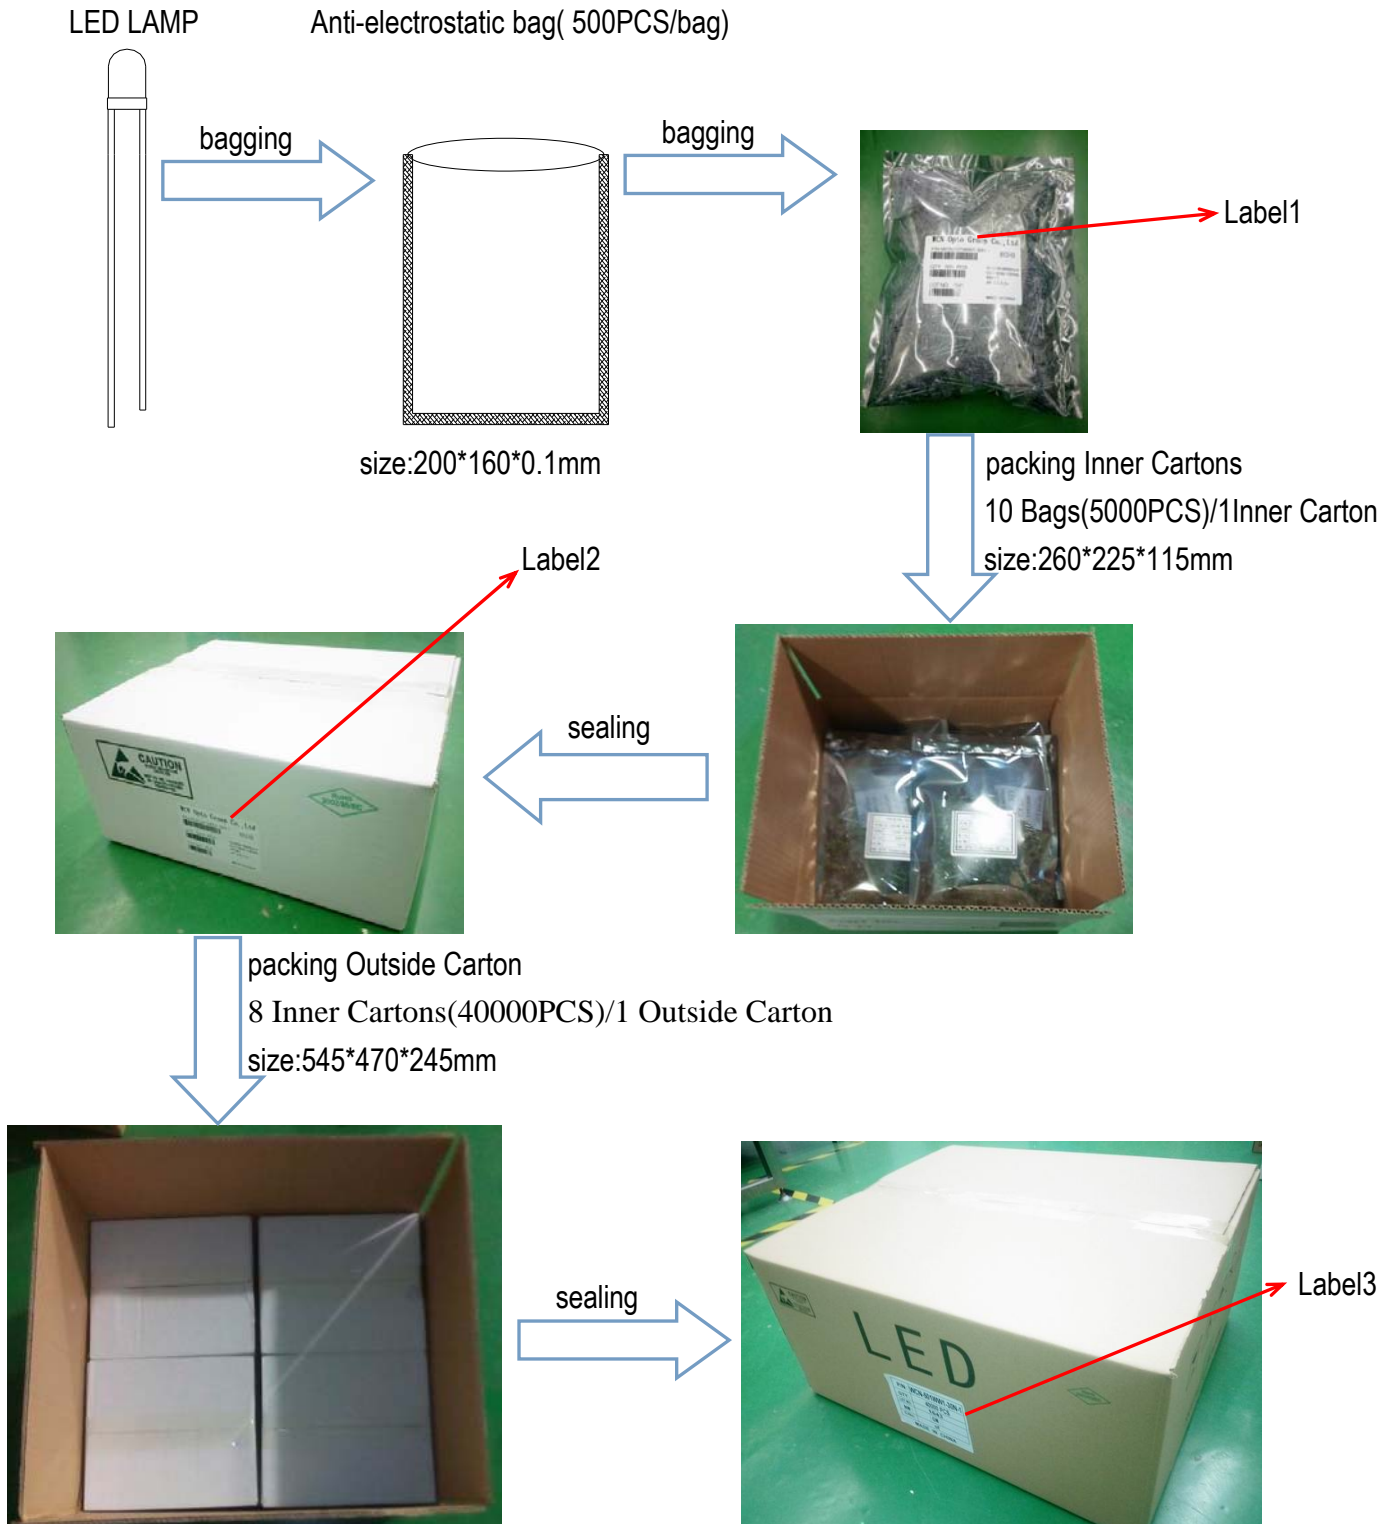 LED LAMP
Anti-electrostatic bag( 500PCS/bag)
bagging
bagging
Label1
size:200*160*0.1mm
packing Inner Cartons
10 Bags(5000PCS)/1Inner Carton
size:260*225*115mm
Label2
sealing
CAUTION
packing Outside Carton
8 Inner Cartons(40000PCS)/1 Outside Carton
size:545*470*245mm
sealing
Label3
LED